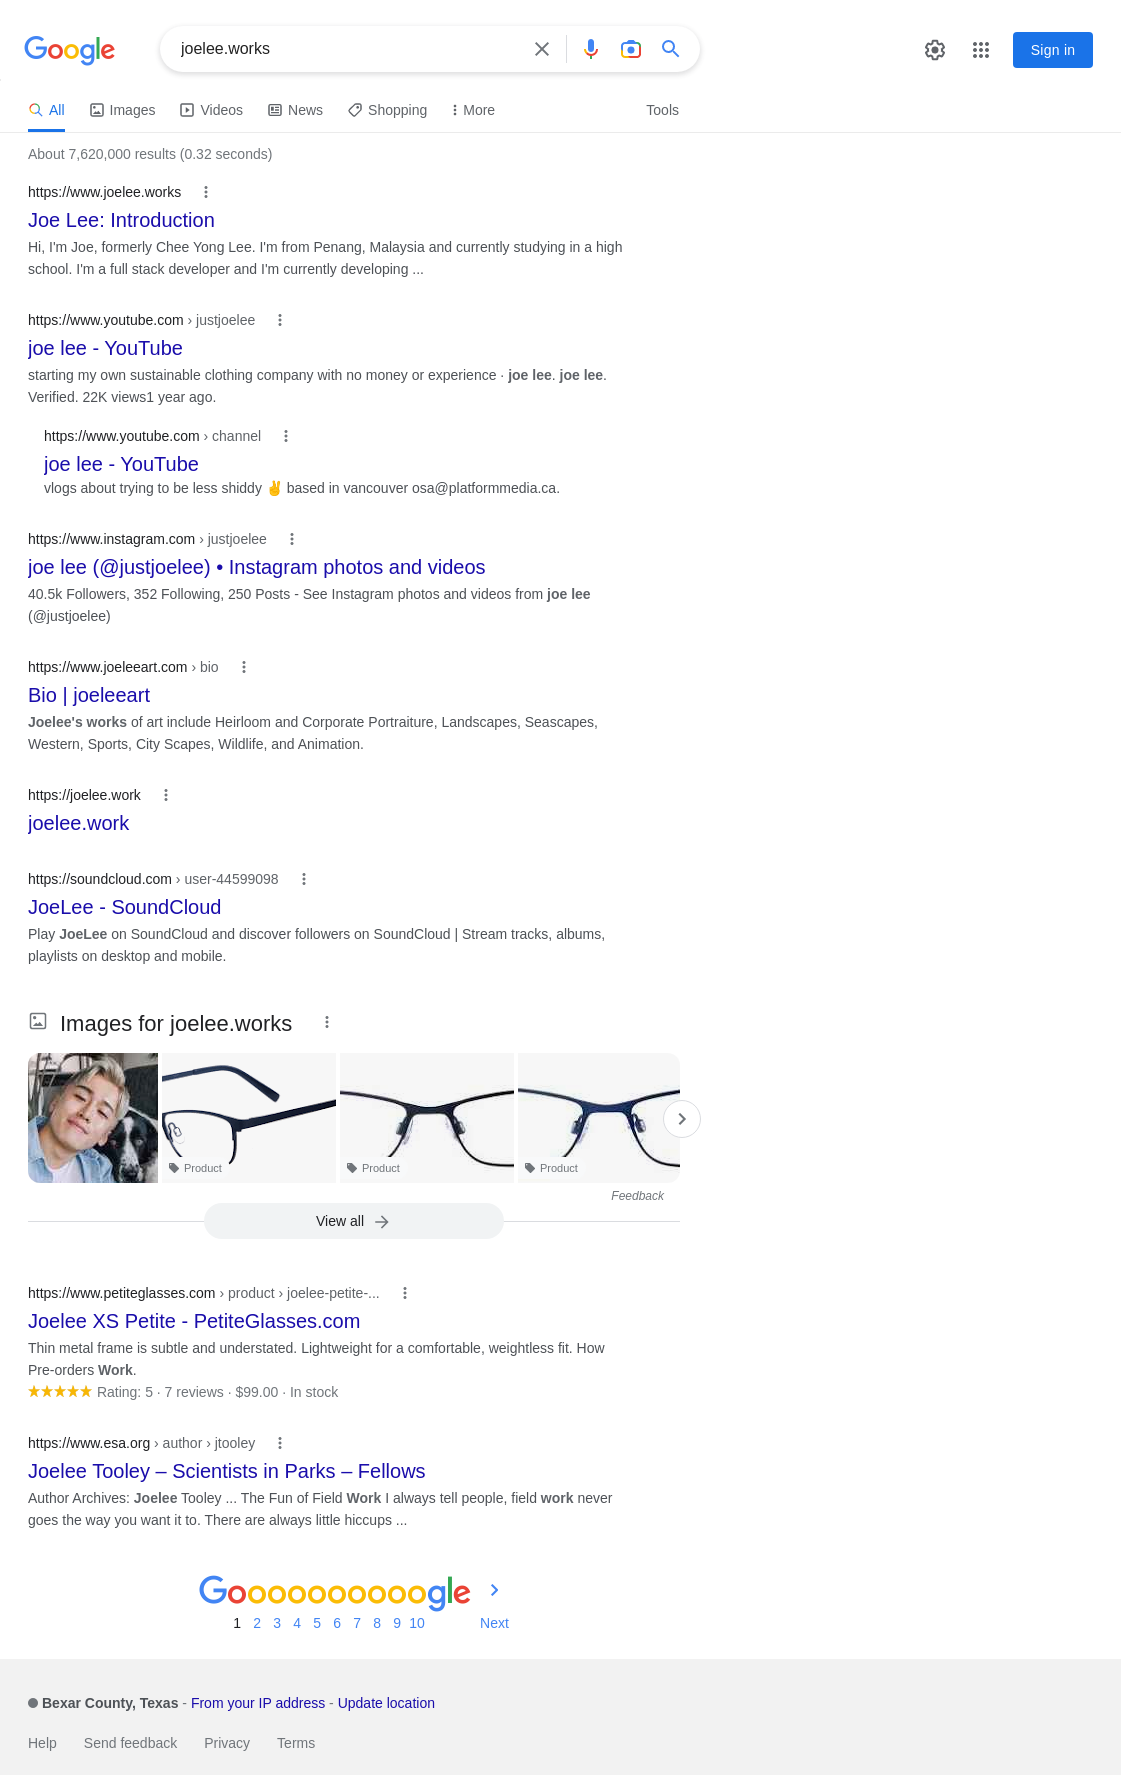 Google
joelee.works
Sign in
All
Images
Videos
News
Shopping
More
Tools
About 7,620,000 results (0.32 seconds)
https://www.joelee.works
Joe Lee: Introduction
Hi, I'm Joe, formerly Chee Yong Lee. I'm from Penang, Malaysia and currently studying in a high
school. I'm a full stack developer and I'm currently developing ...
https://www.youtube.com › justjoelee
joe lee - YouTube
starting my own sustainable clothing company with no money or experience · joe lee. joe lee.
Verified. 22K views1 year ago.
https://www.youtube.com › channel
joe lee - YouTube
vlogs about trying to be less shiddy ✌️ based in vancouver osa@platformmedia.ca.
https://www.instagram.com › justjoelee
joe lee (@justjoelee) • Instagram photos and videos
40.5k Followers, 352 Following, 250 Posts - See Instagram photos and videos from joe lee
(@justjoelee)
https://www.joeleeart.com › bio
Bio | joeleeart
Joelee's works of art include Heirloom and Corporate Portraiture, Landscapes, Seascapes,
Western, Sports, City Scapes, Wildlife, and Animation.
https://joelee.work
joelee.work
https://soundcloud.com › user-44599098
JoeLee - SoundCloud
Play JoeLee on SoundCloud and discover followers on SoundCloud | Stream tracks, albums,
playlists on desktop and mobile.
Images for joelee.works
Product
Product
Product
Feedback
View all
https://www.petiteglasses.com › product › joelee-petite-...
Joelee XS Petite - PetiteGlasses.com
Thin metal frame is subtle and understated. Lightweight for a comfortable, weightless fit. How
Pre-orders Work.
★★★★★ Rating: 5 · 7 reviews · $99.00 · In stock
https://www.esa.org › author › jtooley
Joelee Tooley – Scientists in Parks – Fellows
Author Archives: Joelee Tooley ... The Fun of Field Work I always tell people, field work never
goes the way you want it to. There are always little hiccups ...
Goooooooooogle
1 2 3 4 5 6 7 8 9 10 Next
Bexar County, Texas - From your IP address - Update location
Help Send feedback Privacy Terms